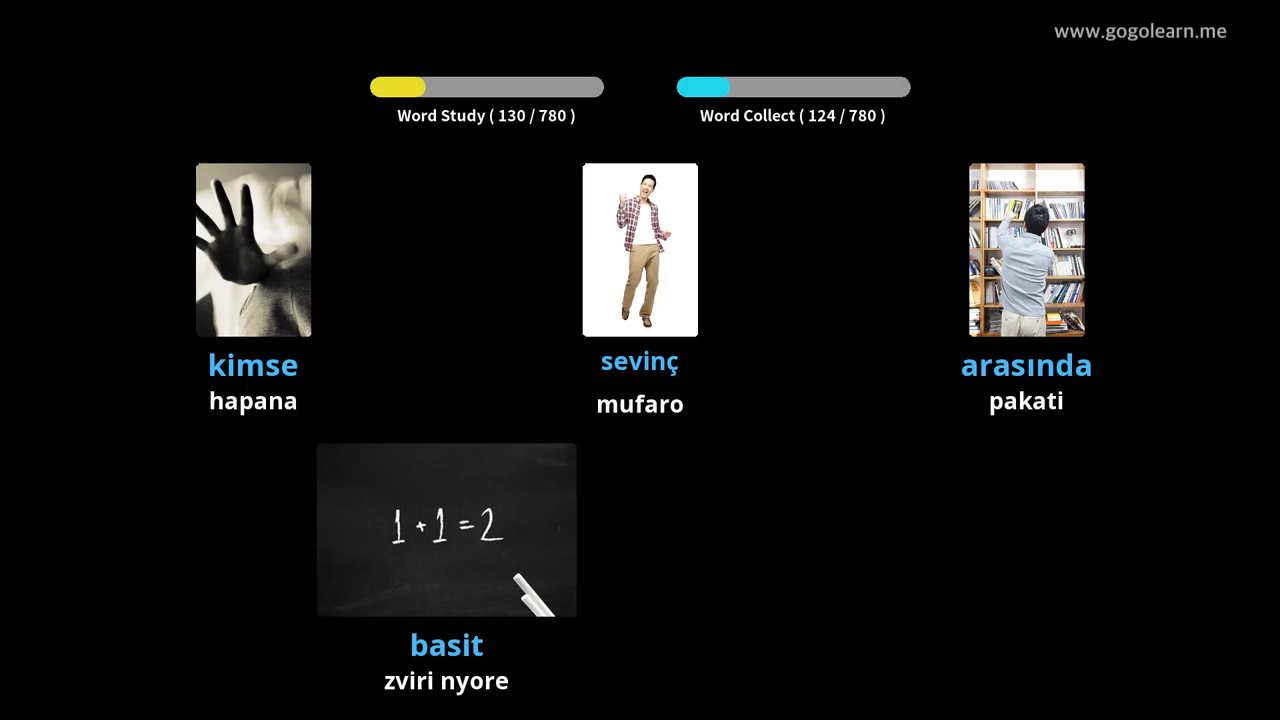 www.gogolearn.me
Word Study ( 130 / 780 )
Word Collect ( 124 / 780 )
kimse
hapana
sevinç
mufaro
arasında
pakati
1 + 1 = 2
basit
zviri nyore